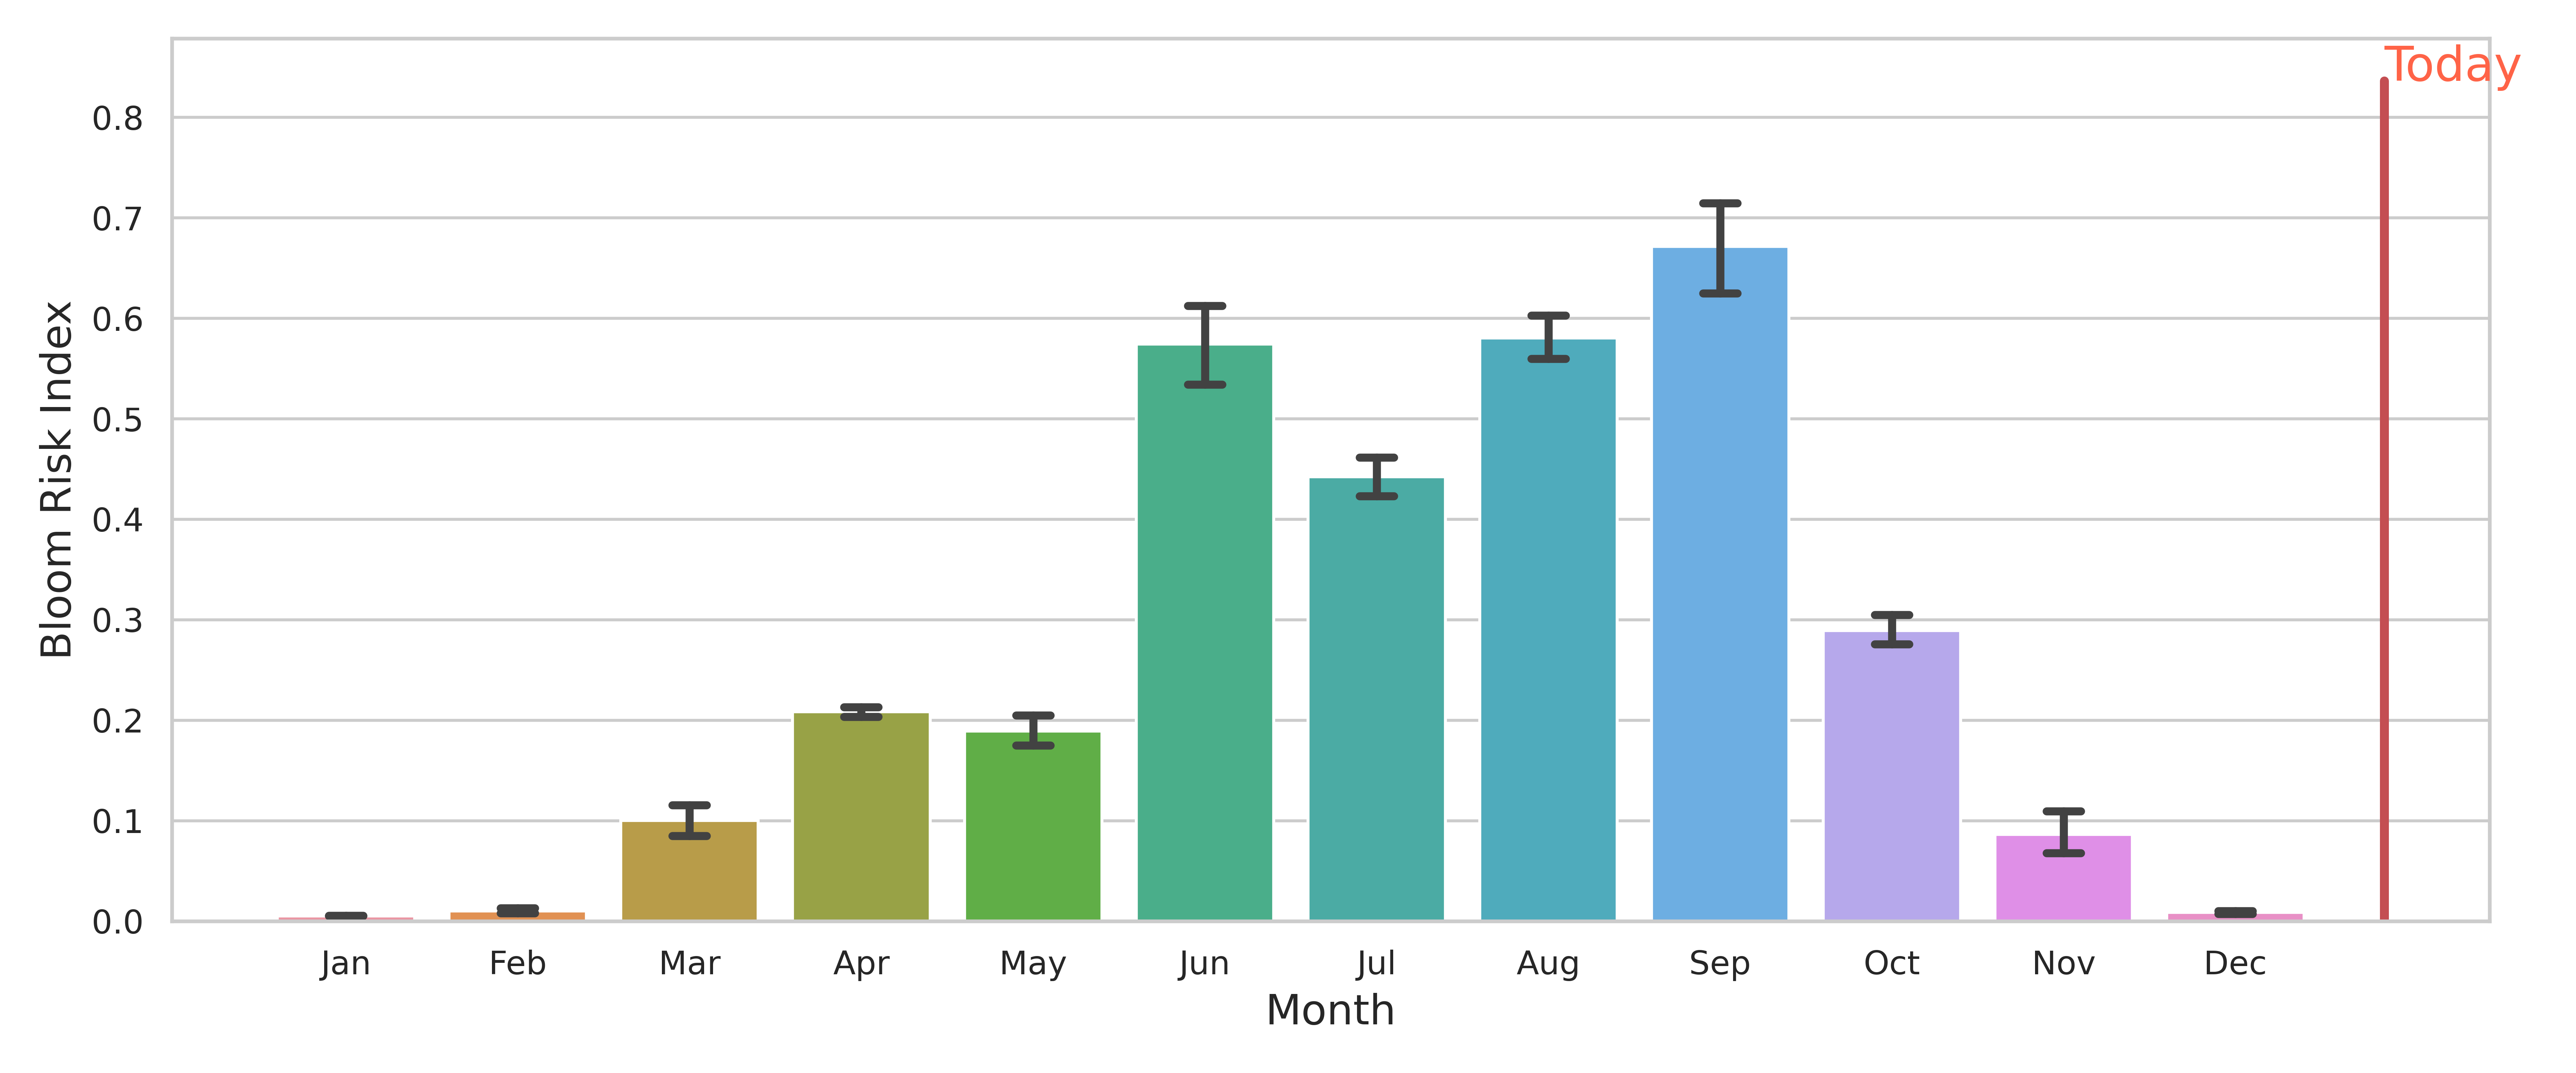 Today
0.8
0.7
0.6
0.5
0.4
0.3
0.2
0.1
0.0
Bloom Risk Index
Jan Feb Mar Apr May Jun Jul Aug Sep Oct Nov Dec
Month